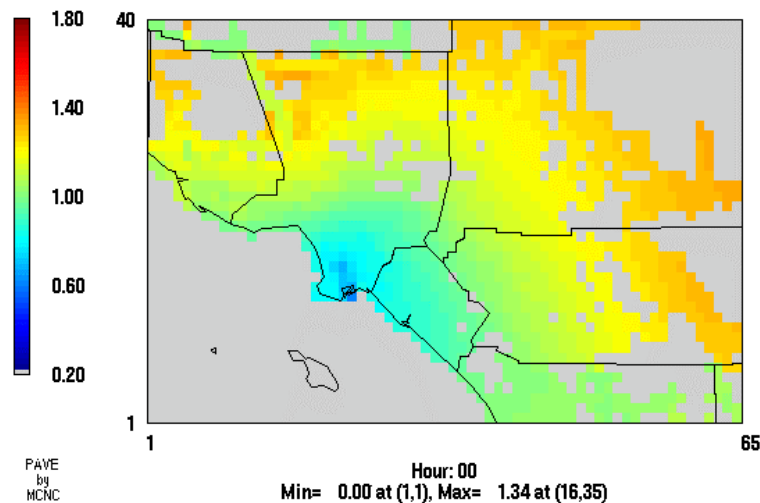 1.80
1.40
1.00
0.60
0.20
40
1
1
65
PAVE
by
MCNC
Hour: 00
Min= 0.00 at (1,1), Max= 1.34 at (16,35)